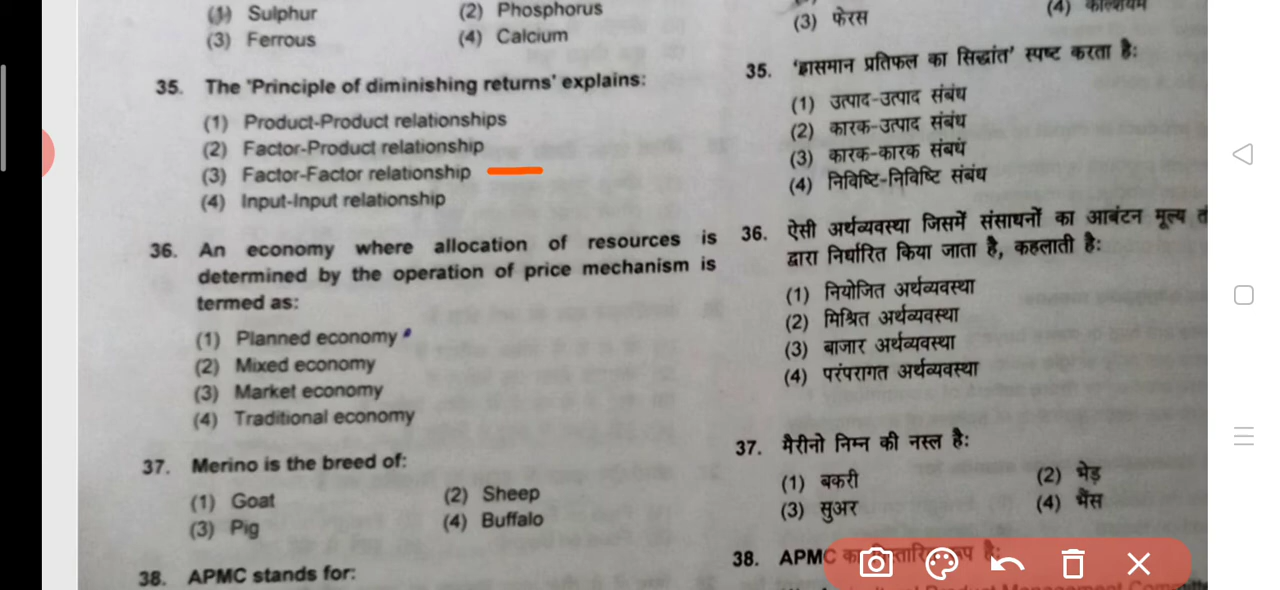 (1) Sulphur (2) Phosphorus
(3) Ferrous (4) Calcium
35. The 'Principle of diminishing returns' explains:
(1) Product-Product relationships
(2) Factor-Product relationship
(3) Factor-Factor relationship
(4) Input-Input relationship
36. An economy where allocation of resources is
determined by the operation of price mechanism is
termed as:
(1) Planned economy
(2) Mixed economy
(3) Market economy
(4) Traditional economy
37. Merino is the breed of:
(1) Goat (2) Sheep
(3) Pig (4) Buffalo
38. APMC stands for:
(3) फेरस (4)
35. 'ह्रासमान प्रतिफल का सिद्धांत' स्पष्ट करता है:
(1) उत्पाद-उत्पाद संबंध
(2) कारक-उत्पाद संबंध
(3) कारक-कारक संबंध
(4) निविष्टि-निविष्टि संबंध
36. ऐसी अर्थव्यवस्था जिसमें संसाधनों का आबंटन मूल्य
द्वारा निर्धारित किया जाता है, कहलाती है:
(1) नियोजित अर्थव्यवस्था
(2) मिश्रित अर्थव्यवस्था
(3) बाजार अर्थव्यवस्था
(4) परंपरागत अर्थव्यवस्था
37. मैरीनो निम्न की नस्ल है:
(1) बकरी (2) भेड़
(3) सुअर (4) भैंस
38. APMC का है: